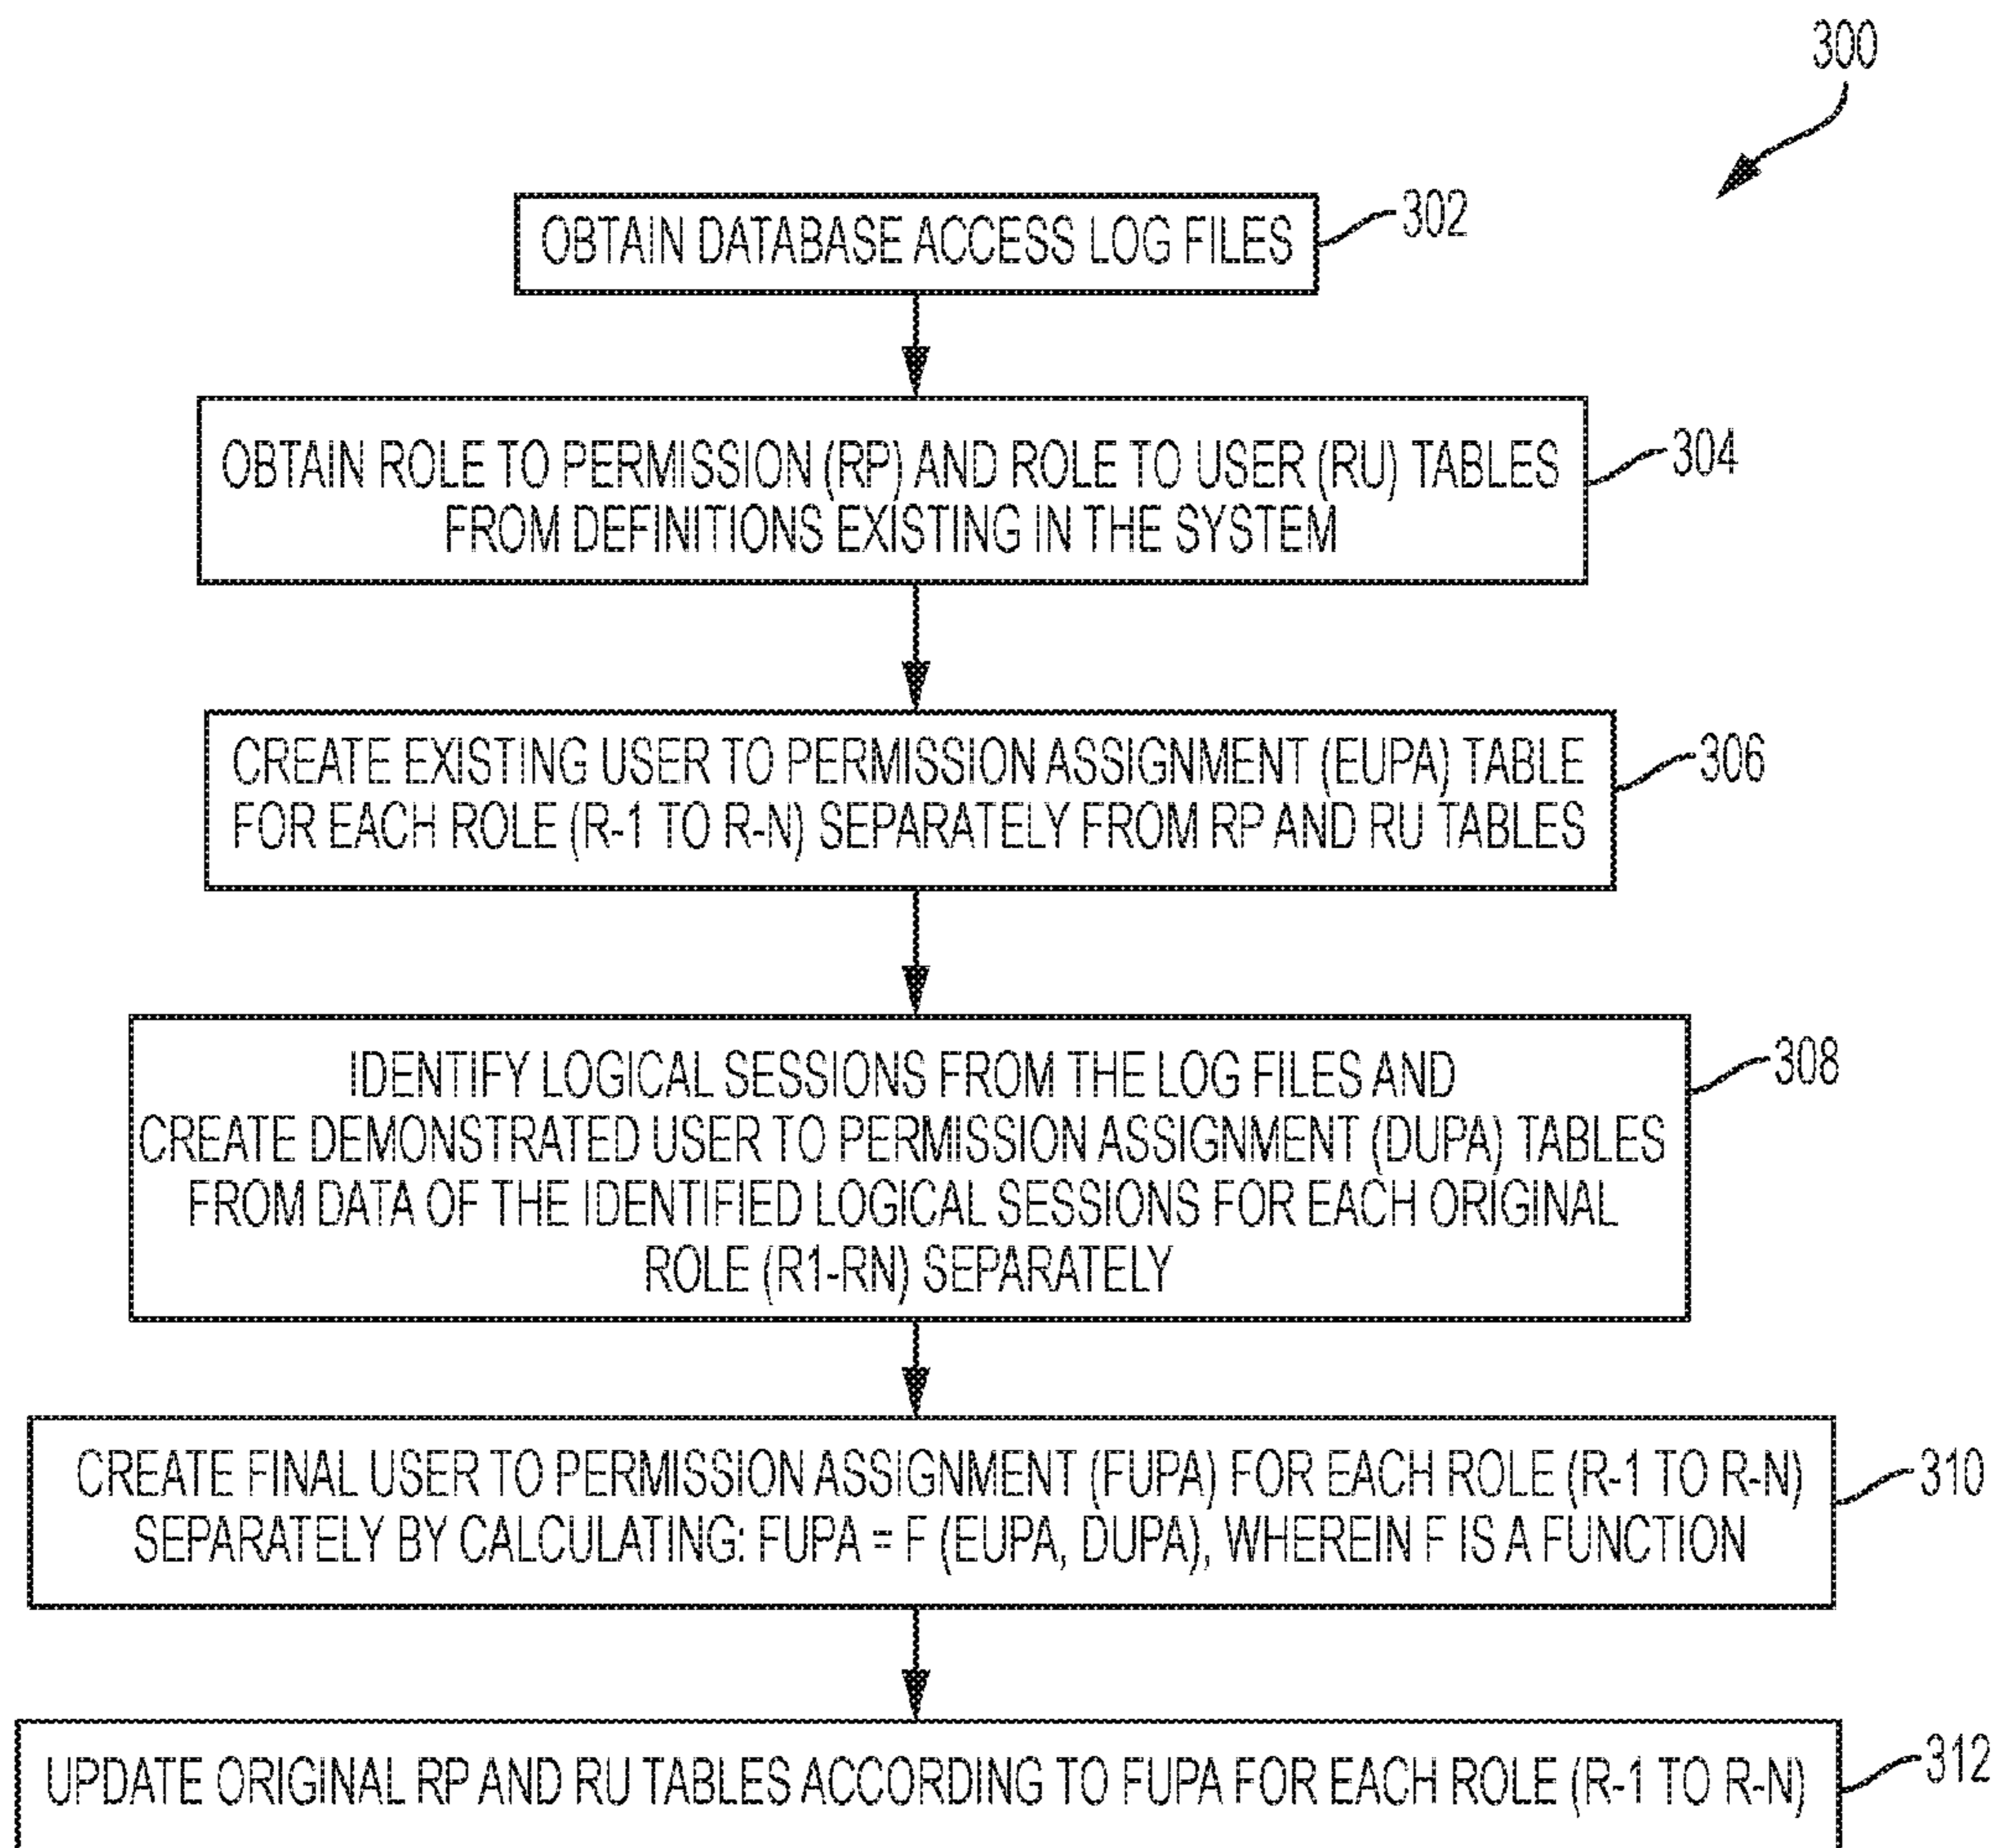 300
OBTAIN DATABASE ACCESS LOG FILES
302
OBTAIN ROLE TO PERMISSION (RP) AND ROLE TO USER (RU) TABLES
FROM DEFINITIONS EXISTING IN THE SYSTEM
304
CREATE EXISTING USER TO PERMISSION ASSIGNMENT (EUPA) TABLE
FOR EACH ROLE (R-1 TO R-N) SEPARATELY FROM RP AND RU TABLES
306
IDENTIFY LOGICAL SESSIONS FROM THE LOG FILES AND
CREATE DEMONSTRATED USER TO PERMISSION ASSIGNMENT (DUPA) TABLES
FROM DATA OF THE IDENTIFIED LOGICAL SESSIONS FOR EACH ORIGINAL
ROLE (R1-RN) SEPARATELY
308
CREATE FINAL USER TO PERMISSION ASSIGNMENT (FUPA) FOR EACH ROLE (R-1 TO R-N)
SEPARATELY BY CALCULATING: FUPA = F (EUPA, DUPA), WHEREIN F IS A FUNCTION
310
UPDATE ORIGINAL RP AND RU TABLES ACCORDING TO FUPA FOR EACH ROLE (R-1 TO R-N)
312